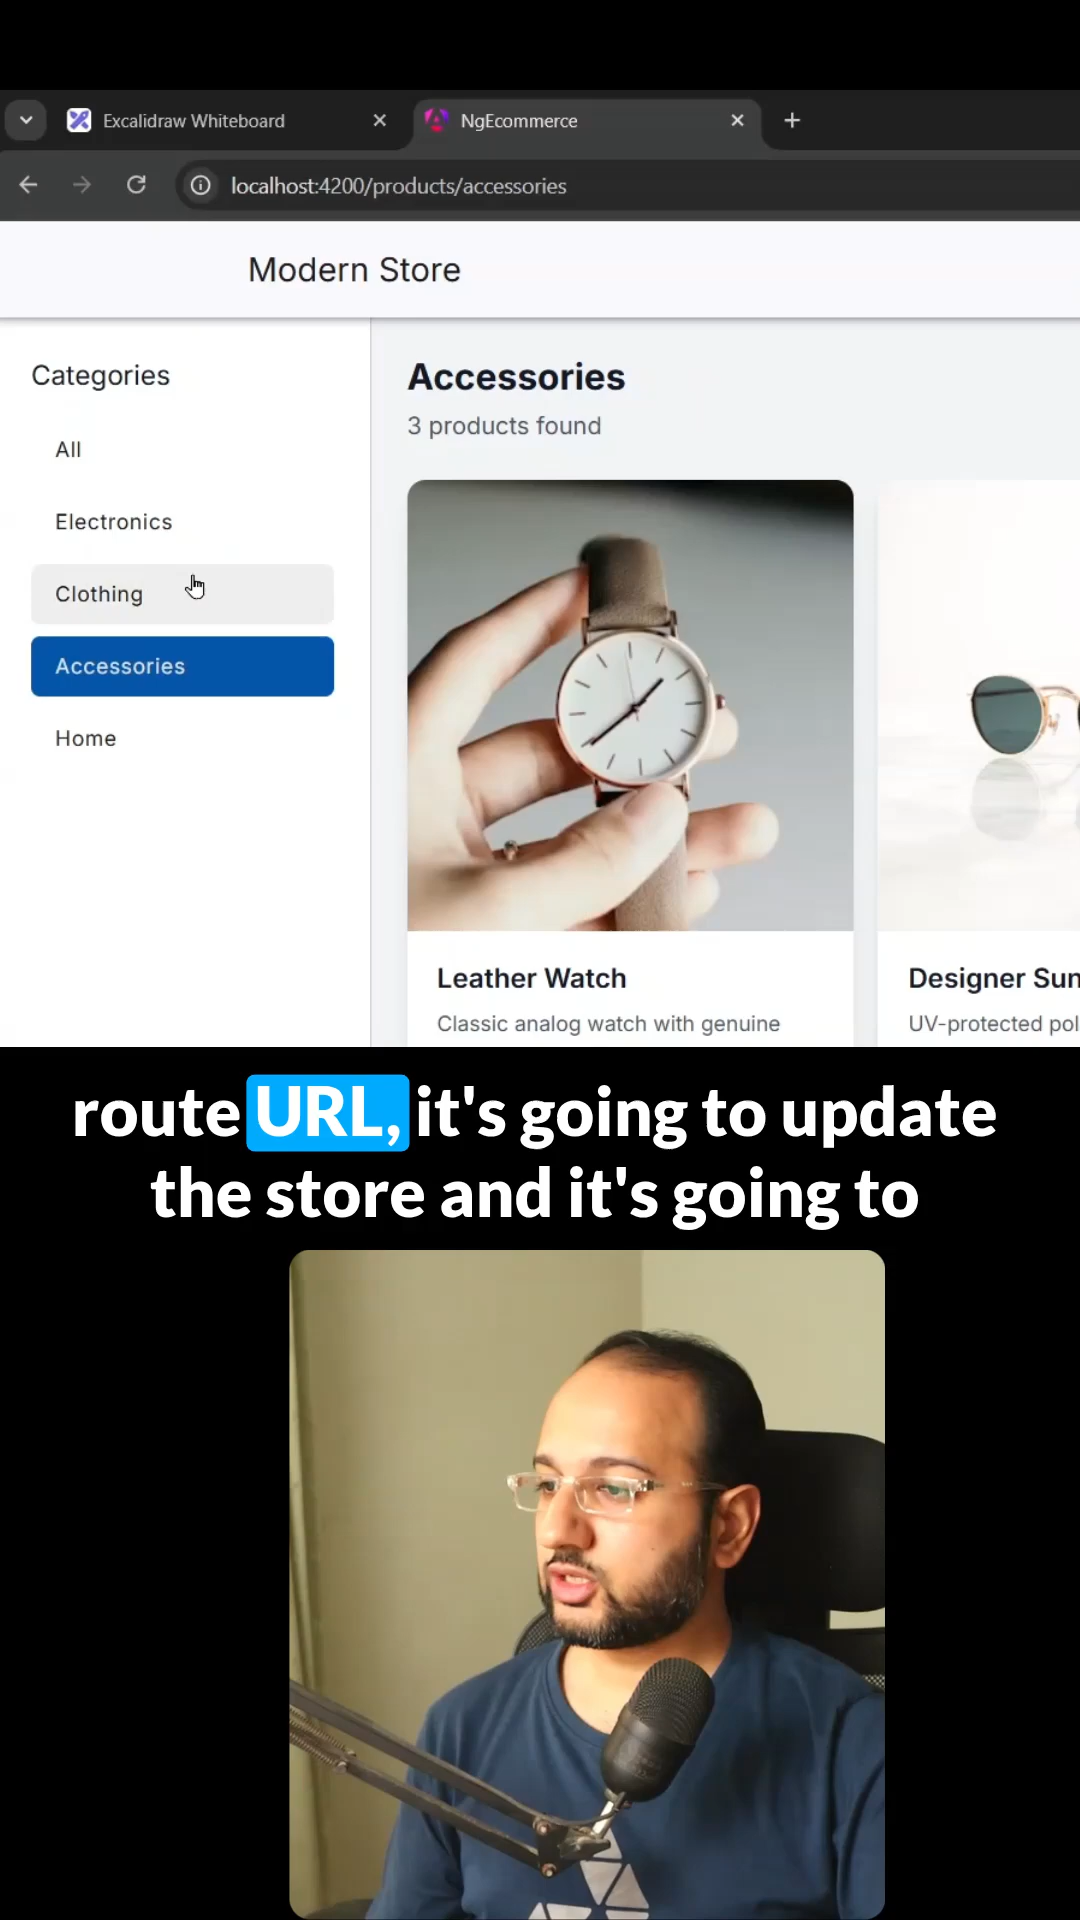 Excalidraw Whiteboard
NgEcommerce
localhost:4200/products/accessories
Modern Store
Categories
All
Electronics
Clothing
Accessories
Home
Accessories
3 products found
Leather Watch
Classic analog watch with genuine
Designer Sun
UV-protected pol
route URL, it's going to update
the store and it's going to